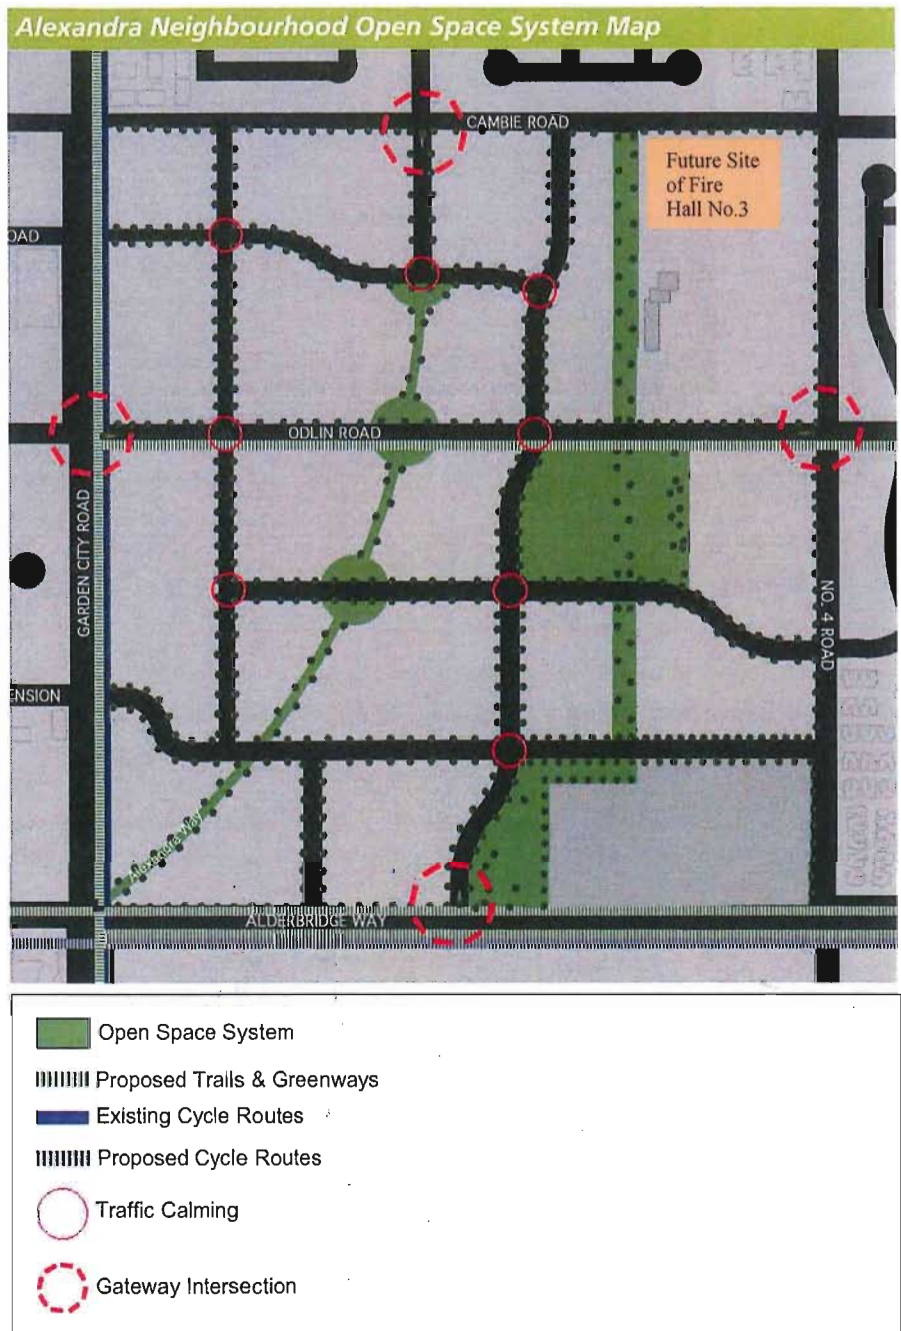 Alexandra Neighbourhood Open Space System Map
CAMBIE ROAD
Future Site
of Fire
Hall No.3
OAD
ODLIN ROAD
GARDEN CITY ROAD
NO. 4 ROAD
ENSION
Alexandra Way
ALDERBRIDGE WAY
Open Space System
Proposed Trails & Greenways
Existing Cycle Routes
Proposed Cycle Routes
Traffic Calming
Gateway Intersection